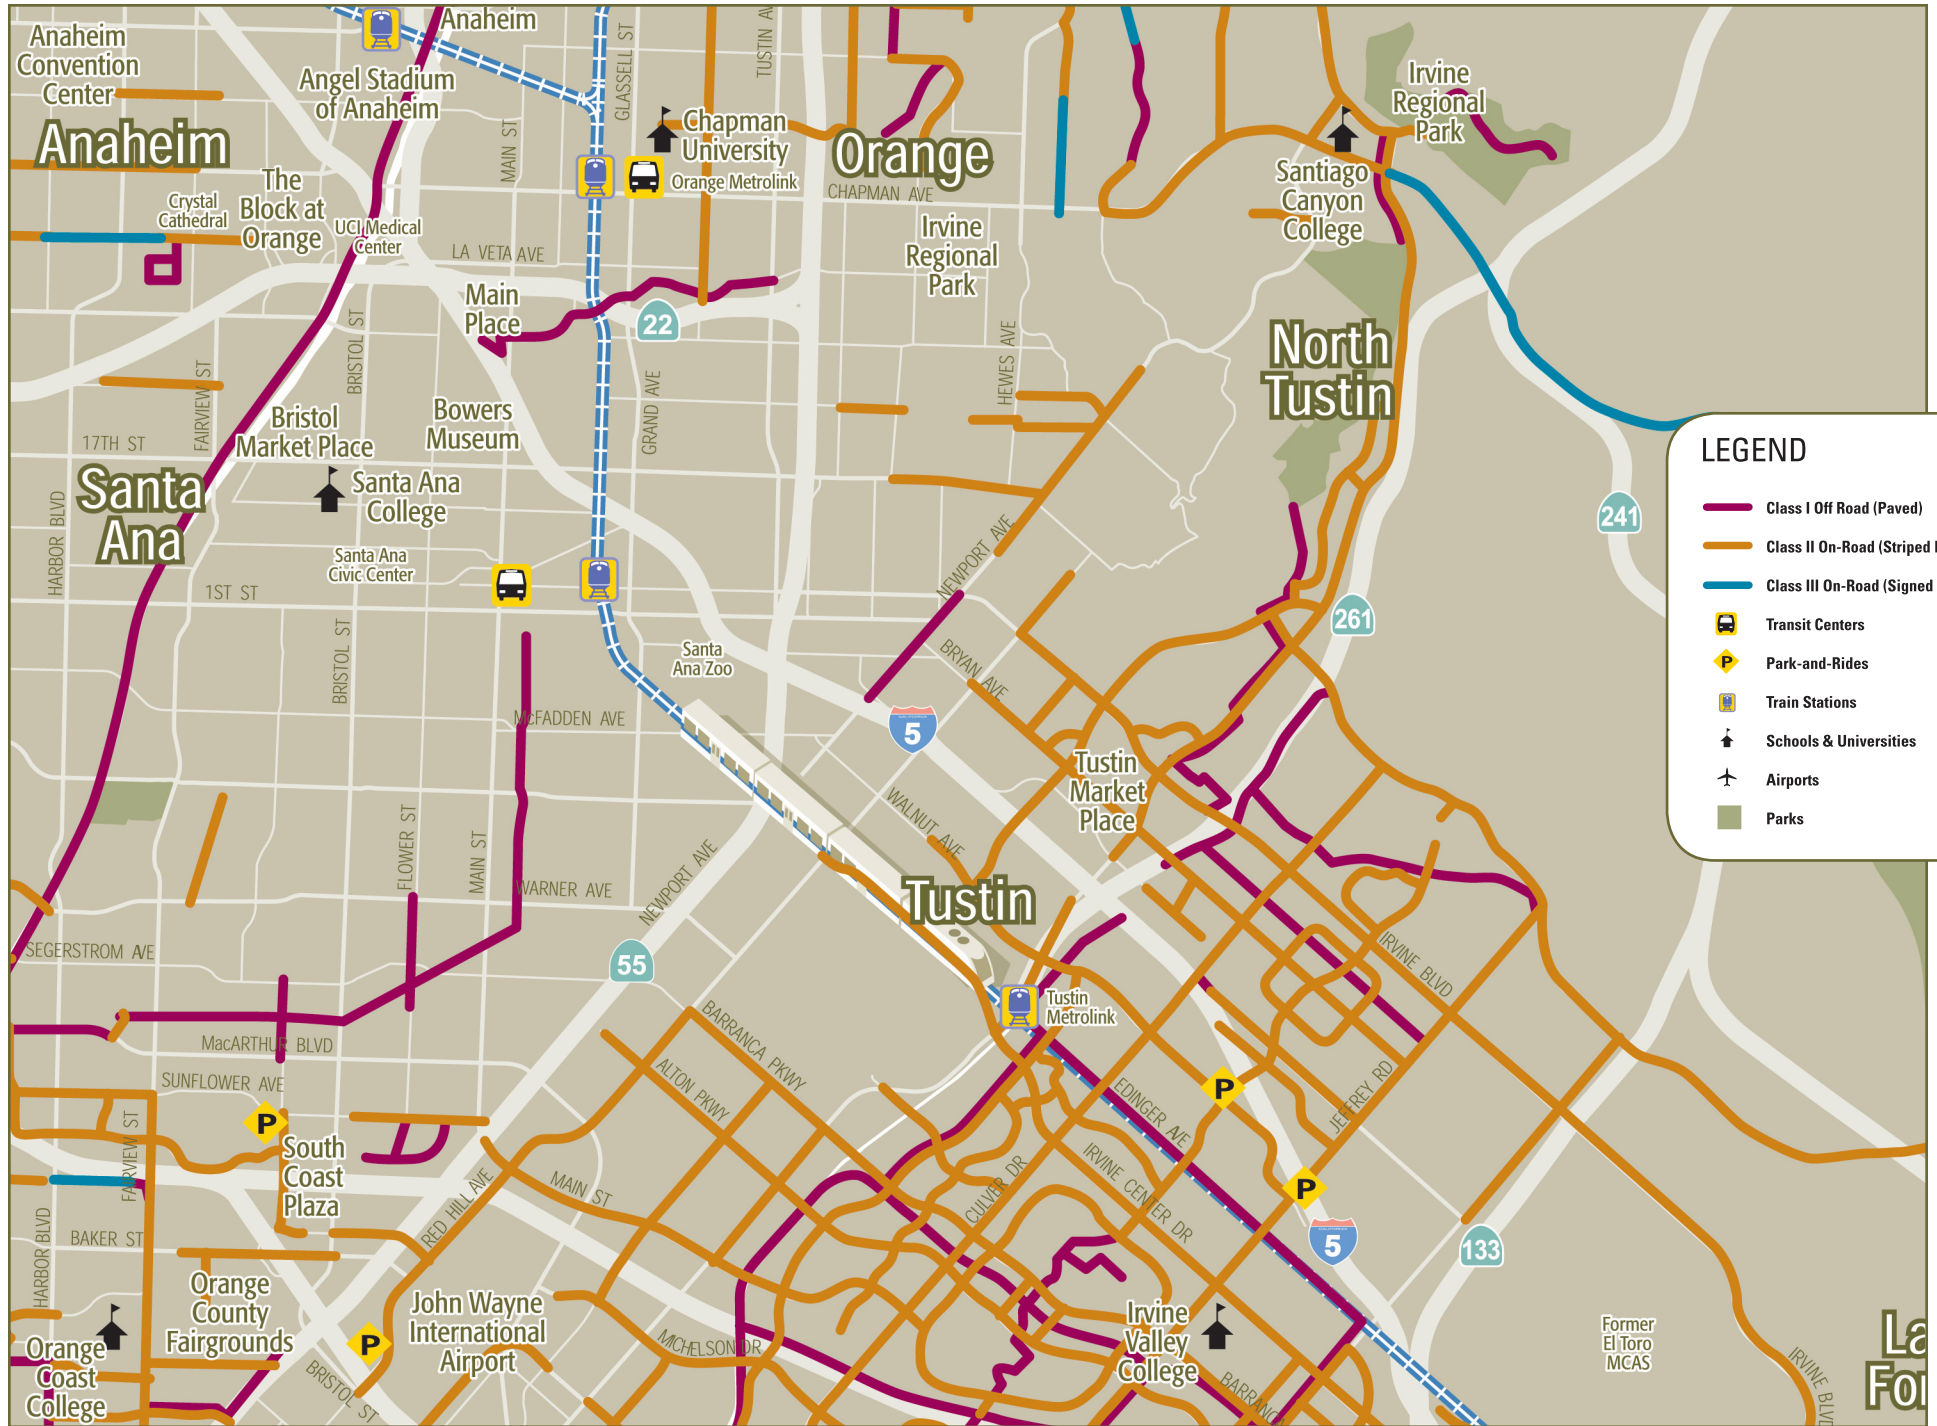 Anaheim
Convention
Center
Anaheim
Angel Stadium
of Anaheim
Anaheim
GLASSELL ST
TUSTIN AV
MAIN ST
Chapman
University
Orange Metrolink
Orange
CHAPMAN AVE
Irvine
Regional
Park
Irvine
Regional
Park
Santiago
Canyon
College
Crystal
Cathedral
The
Block at
Orange
UCI Medical
Center
LA VETA AVE
Main
Place
22
BRISTOL ST
FAIRVIEW ST
GRAND AVE
HEWES AVE
North
Tustin
17TH ST
Bristol
Market Place
Bowers
Museum
Santa
Ana
Santa Ana
College
HARBOR BLVD
Santa Ana
Civic Center
1ST ST
NEWPORT AVE
BRYAN AVE
261
241
LEGEND
Class I Off Road (Paved)
Class II On-Road (Striped
Class III On-Road (Signed
Transit Centers
P
Park-and-Rides
Train Stations
Schools & Universities
Airports
Parks
BRISTOL ST
Santa
Ana Zoo
McFADDEN AVE
CALIFORNIA
5
Tustin
Market
Place
WALNUT AVE
FLOWER ST
MAIN ST
WARNER AVE
NEWPORT AVE
Tustin
55
SEGERSTROM AVE
IRVINE BLVD
Tustin
Metrolink
BARRANCA PKWY
ALTON PKWY
MacARTHUR BLVD
SUNFLOWER AVE
FAIRVIEW ST
P
South
Coast
Plaza
EDINGER AVE
P
JEFFREY RD
IRVINE CENTER DR
CULVER DR
P
MAIN ST
RED HILL AVE
BAKER ST
HARBOR BLVD
CALIFORNIA
5
133
Orange
County
Fairgrounds
John Wayne
International
Airport
P
MICHELSON DR
Irvine
Valley
College
Former
El Toro
MCAS
Orange
Coast
College
BRISTOL ST
BARRANCA
IRVINE BLVD
La
For